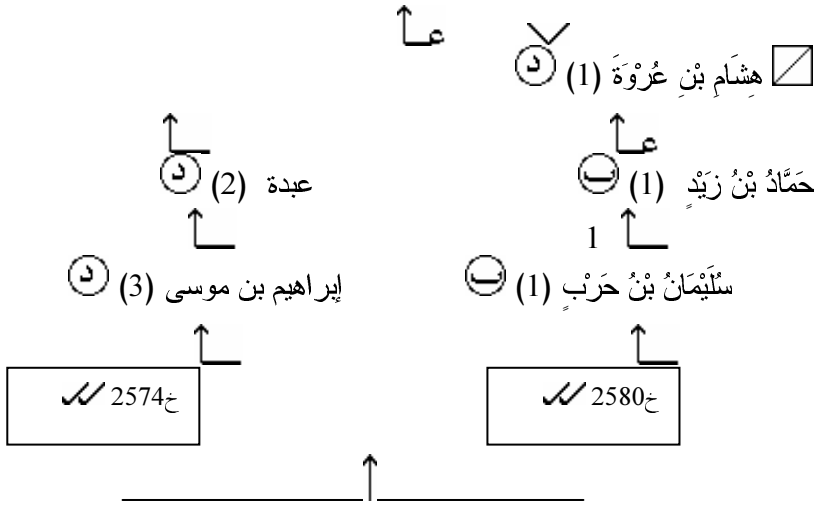 عـ
هِشَامِ بْنِ عُرْوَةَ (1) د
عـ
حَمَّادُ بْنُ زَيْدٍ (1) ب
عبدة (2) د
1
سُلَيْمَانُ بْنُ حَرْبٍ (1) ب
إبراهيم بن موسى (3) د
خ2580
خ2574